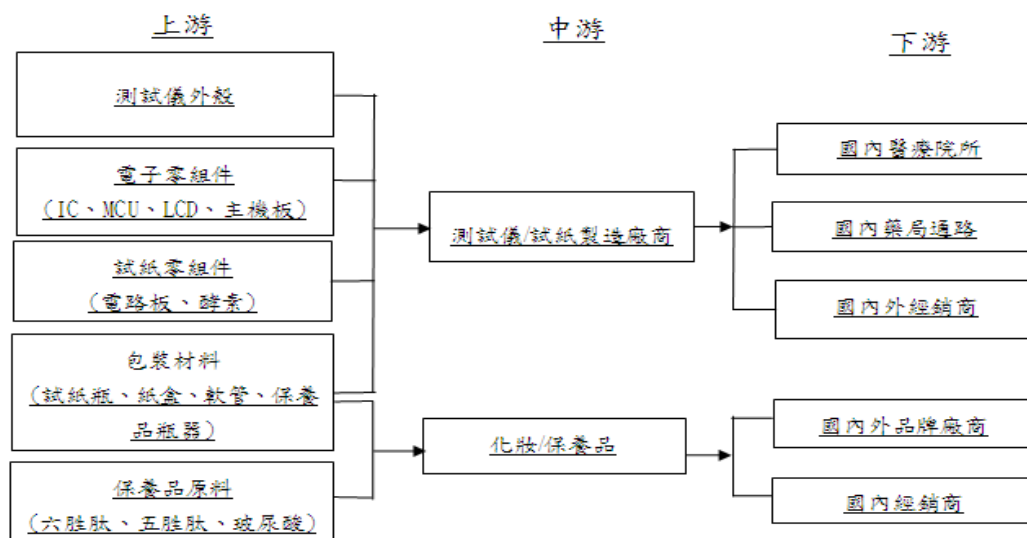 上游
中游
下游
測試儀外殼
電子零組件
(IC、MCU、LCD、主機板)
試紙零組件
(電路板、酵素)
包裝材料
(試紙瓶、紙盒、軟管、保養
品瓶器)
保養品原料
(六胜肽、五胜肽、玻尿酸)
測試儀/試紙製造廠商
化妝/保養品
國內醫療院所
國內藥局通路
國內外經銷商
國內外品牌廠商
國內經銷商